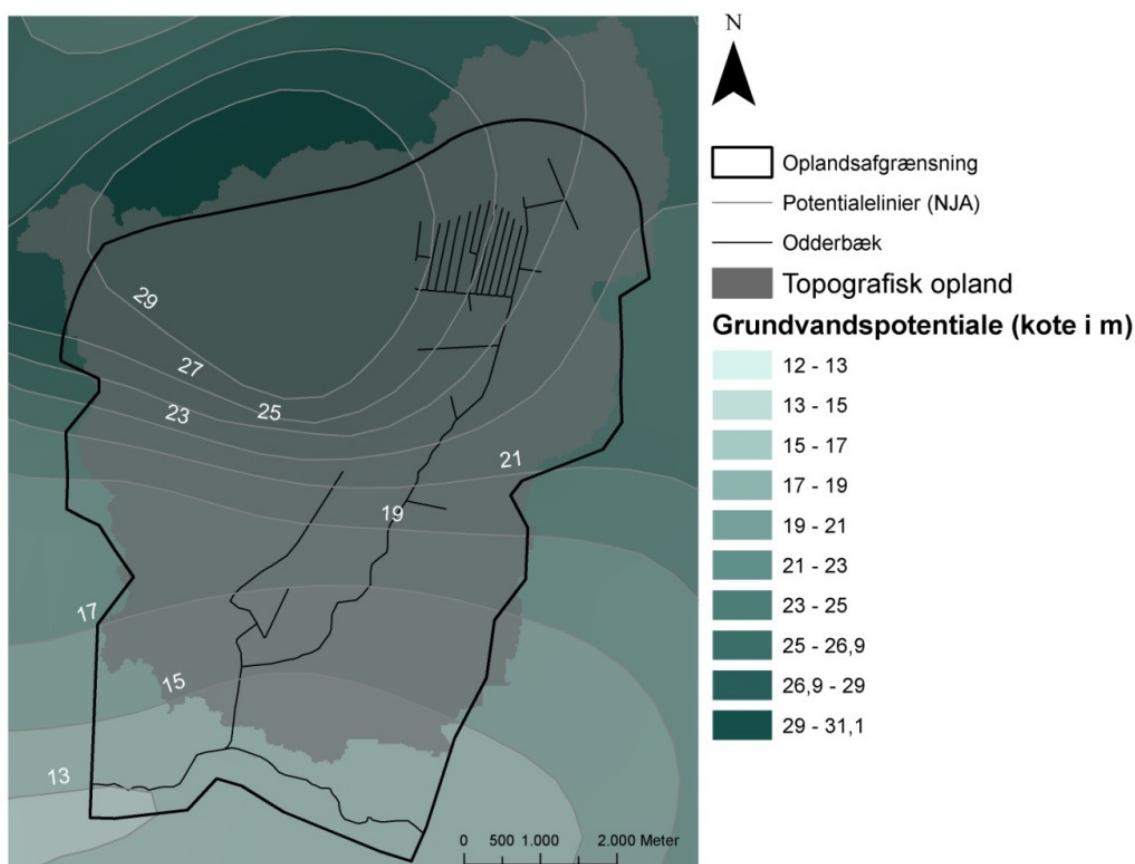 N
Oplandsafgrænsning
Potentialelinier (NJA)
Odderbæk
Topografisk opland
Grundvandspotentiale (kote i m)
12 - 13
13 - 15
15 - 17
17 - 19
19 - 21
21 - 23
23 - 25
25 - 26,9
26,9 - 29
29 - 31,1
29
27
25
23
21
19
17
15
13
0 500 1.000 2.000 Meter